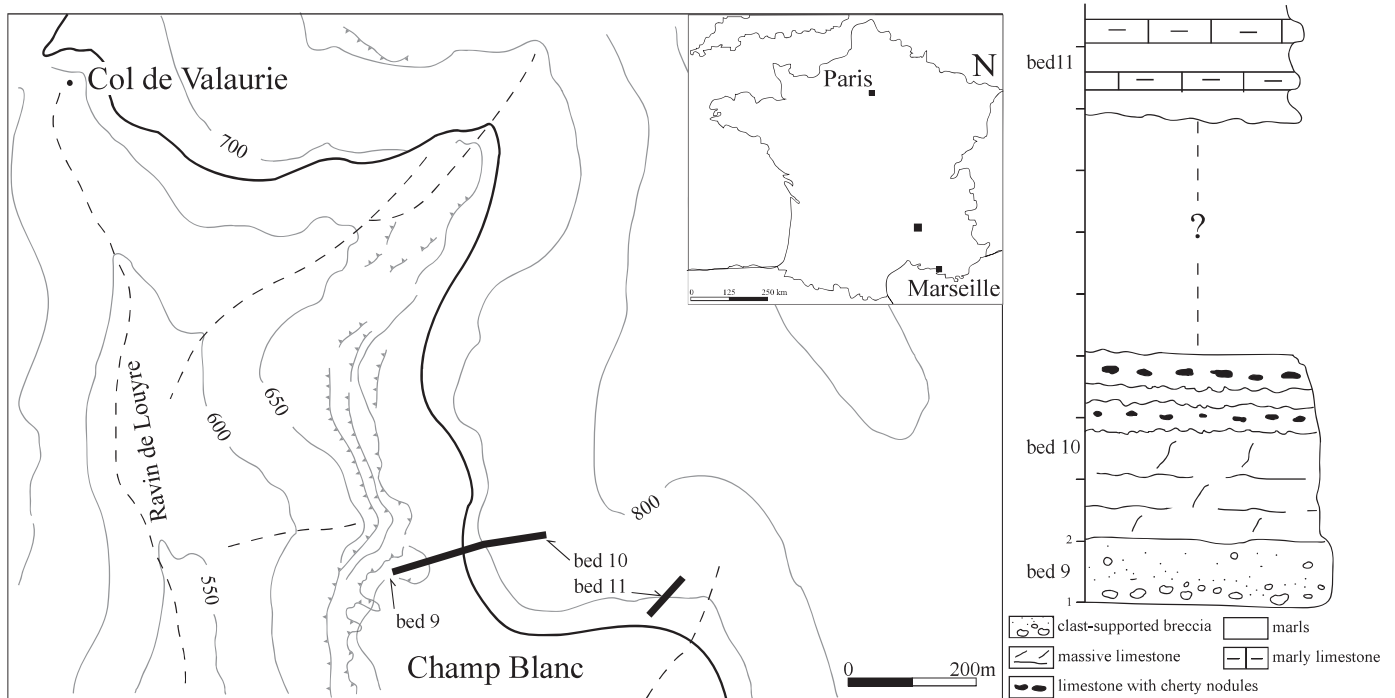 Col de Valaurie
700
650
600
550
800
Ravin de Louyre
bed 10
bed 11
bed 9
Champ Blanc
0 200m
Paris
N
Marseille
0 125 250 km
bed11
?
bed 10
2
bed 9
1
clast-supported breccia
marls
massive limestone
marly limestone
limestone with cherty nodules